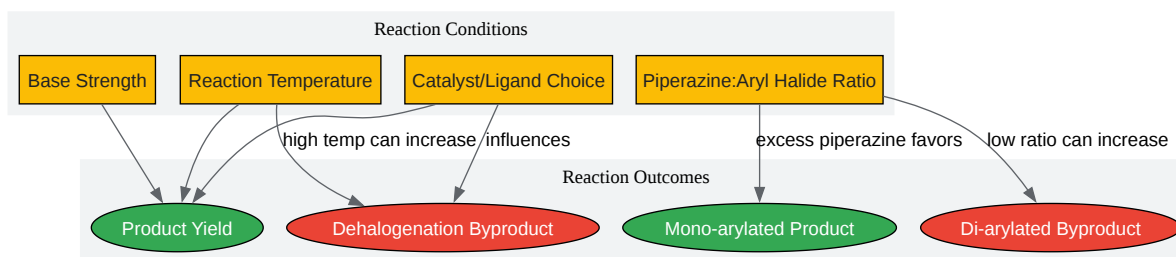 Reaction Conditions
Base Strength
Reaction Temperature
Catalyst/Ligand Choice
Piperazine:Aryl Halide Ratio
high temp can increase
influences
excess piperazine favors
low ratio can increase
Reaction Outcomes
Product Yield
Dehalogenation Byproduct
Mono-arylated Product
Di-arylated Byproduct